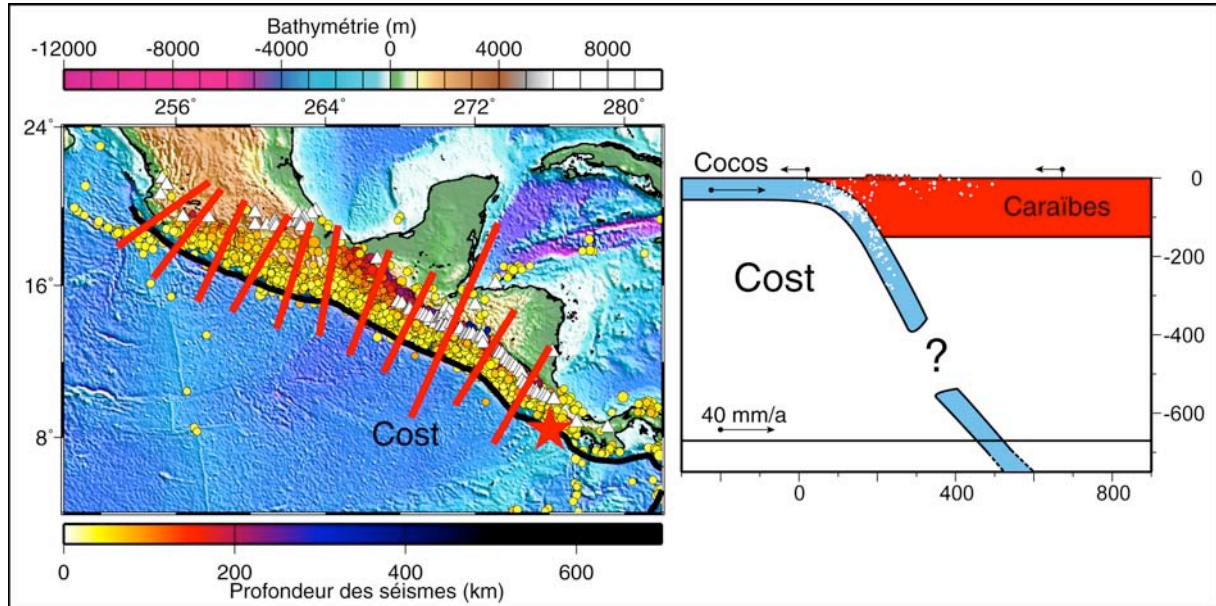 Bathymétrie (m)
-12000 -8000 -4000 0 4000 8000
256° 264° 272° 280°
24°
16°
8°
Cost
0 200 400 600
Profondeur des séismes (km)
Cocos
Caraïbes
Cost
?
40 mm/a
0
-200
-400
-600
0 400 800